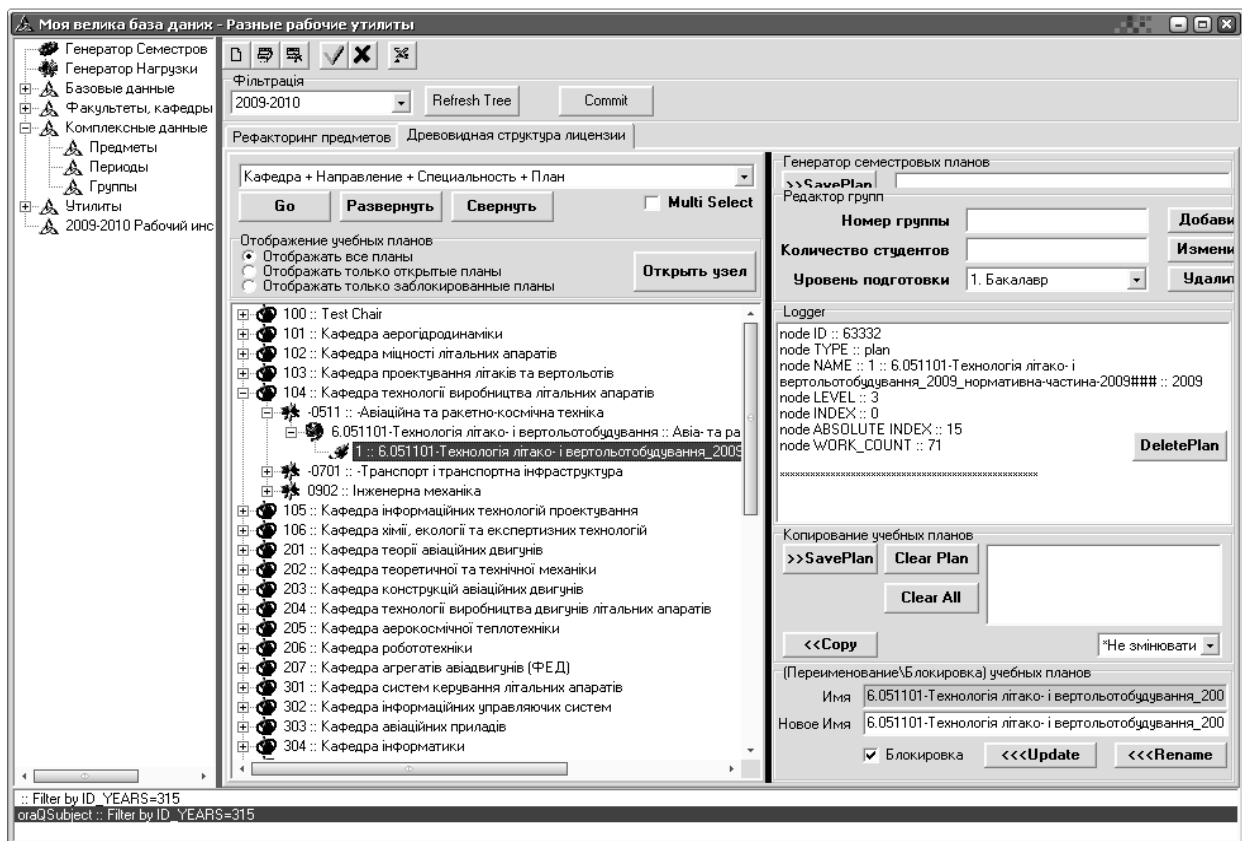 Моя велика база даних - Разные рабочие утилиты
Генератор Семестров
Генератор Нагрузки
Базовые данные
Факультеты, кафедры
Комплексные данные
Предметы
Периоды
Группы
Утилиты
2009-2010 Рабочий инс
Фільтрація
2009-2010
Refresh Tree
Commit
Рефакторинг предметов
Древовидная структура лицензии
Кафедра + Направление + Специальность + План
Go
Развернуть
Свернуть
Multi Select
Отображение учебных планов
Отображать все планы
Отображать только открытые планы
Отображать только заблокированные планы
Открыть узел
100 :: Test Chair
101 :: Кафедра аерогідродинаміки
102 :: Кафедра міцності літальних апаратів
103 :: Кафедра проектування літаків та вертольотів
104 :: Кафедра технології виробництва літальних апаратів
-0511 :: -Авіаційна та ракетно-космічна техніка
6.051101-Технологія літако- і вертольотобудування :: Авіа- та ра
1 :: 6.051101-Технологія літако- і вертольотобудування_2009
-0701 :: -Транспорт і транспортна інфраструктура
0902 :: Інженерна механіка
105 :: Кафедра інформаційних технологій проектування
106 :: Кафедра хімії, екології та експертизних технологій
201 :: Кафедра теорії авіаційних двигунів
202 :: Кафедра теоретичної та технічної механіки
203 :: Кафедра конструкцій авіаційних двигунів
204 :: Кафедра технології виробництва двигунів літальних апаратів
205 :: Кафедра аерокосмічної теплотехніки
206 :: Кафедра робототехніки
207 :: Кафедра агрегатів авіадвигунів (ФЕД)
301 :: Кафедра систем керування літальних апаратів
302 :: Кафедра інформаційних управляючих систем
303 :: Кафедра авіаційних приладів
304 :: Кафедра інформатики
Генератор семестровых планов
>>SavePlan
Редактор групп
Номер группы
Добави
Количество студентов
Измени
Уровень подготовки
1. Бакалавр
Удалит
Logger
node ID :: 63332
node TYPE :: plan
node NAME :: 1 :: 6.051101-Технологія літако- і
вертольотобудування_2009_нормативна-частина-2009### :: 2009
node LEVEL :: 3
node INDEX :: 0
node ABSOLUTE INDEX :: 15
node WORK_COUNT :: 71
DeletePlan
Копирование учебных планов
>>SavePlan
Clear Plan
Clear All
<<Copy
*Не змінювати
(Переименование\Блокировка) учебных планов
Имя
6.051101-Технологія літако- і вертольотобудування_200
Новое Имя
6.051101-Технологія літако- і вертольотобудування_200
Блокировка
<<<Update
<<<Rename
:: Filter by ID_YEARS=315
oraQSubject :: Filter by ID_YEARS=315